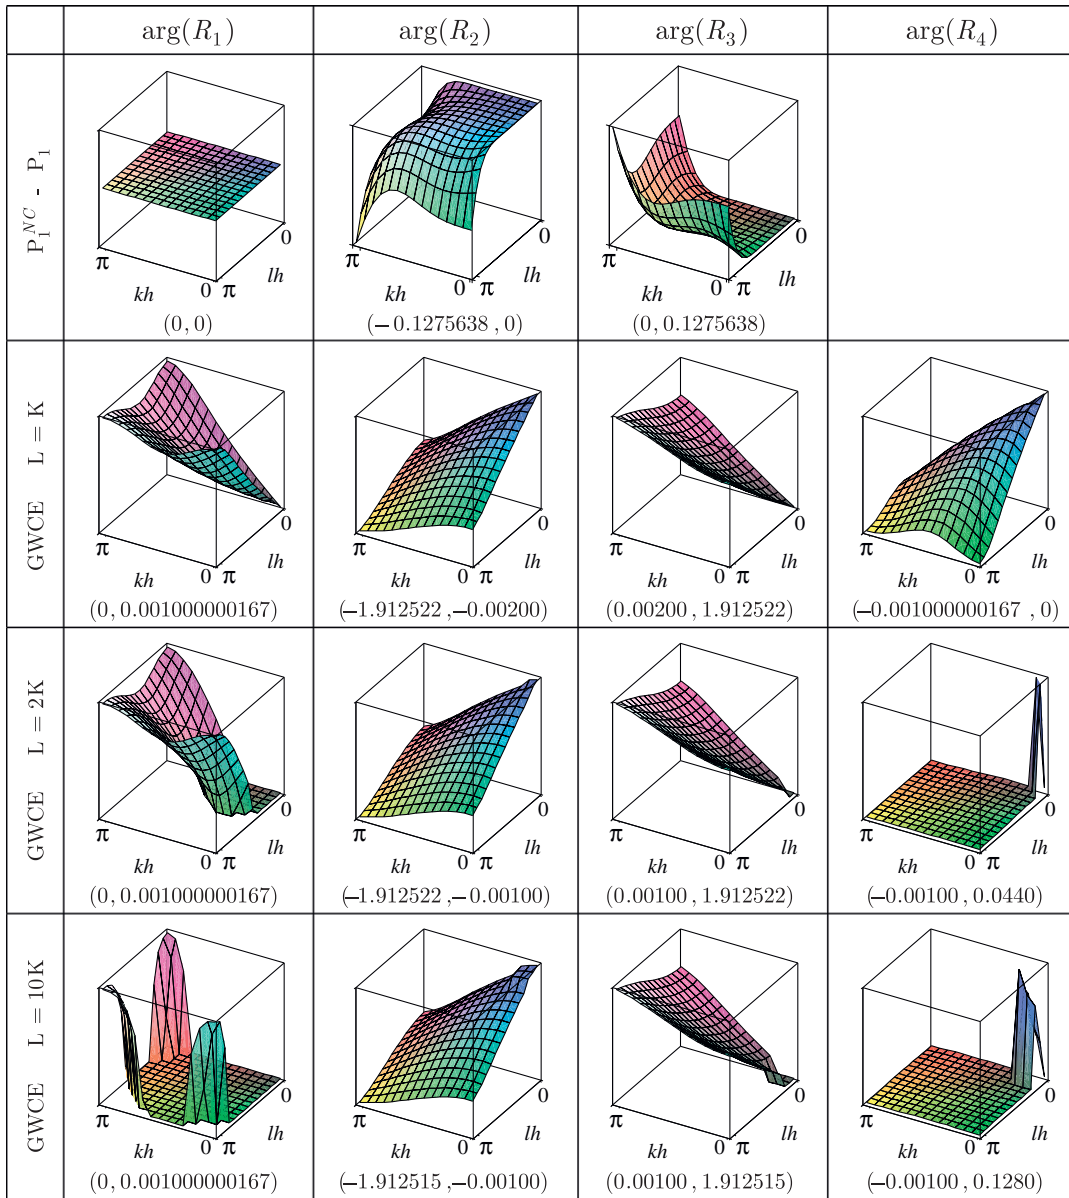 arg(R₁) arg(R₂) arg(R₃) arg(R₄)
P₁ᴺᶜ - P₁
π kh 0 π lh 0
(0, 0)
π kh 0 π lh 0
(−0.1275638 , 0)
π kh 0 π lh 0
(0, 0.1275638)
GWCE L = K
π kh 0 π lh 0
(0, 0.001000000167)
π kh 0 π lh 0
(−1.912522 , −0.00200)
π kh 0 π lh 0
(0.00200 , 1.912522)
π kh 0 π lh 0
(−0.001000000167 , 0)
GWCE L = 2K
π kh 0 π lh 0
(0, 0.001000000167)
π kh 0 π lh 0
(−1.912522 , −0.00100)
π kh 0 π lh 0
(0.00100 , 1.912522)
π kh 0 π lh 0
(−0.00100 , 0.0440)
GWCE L = 10K
π kh 0 π lh 0
(0, 0.001000000167)
π kh 0 π lh 0
(−1.912515 , −0.00100)
π kh 0 π lh 0
(0.00100 , 1.912515)
π kh 0 π lh 0
(−0.00100 , 0.1280)